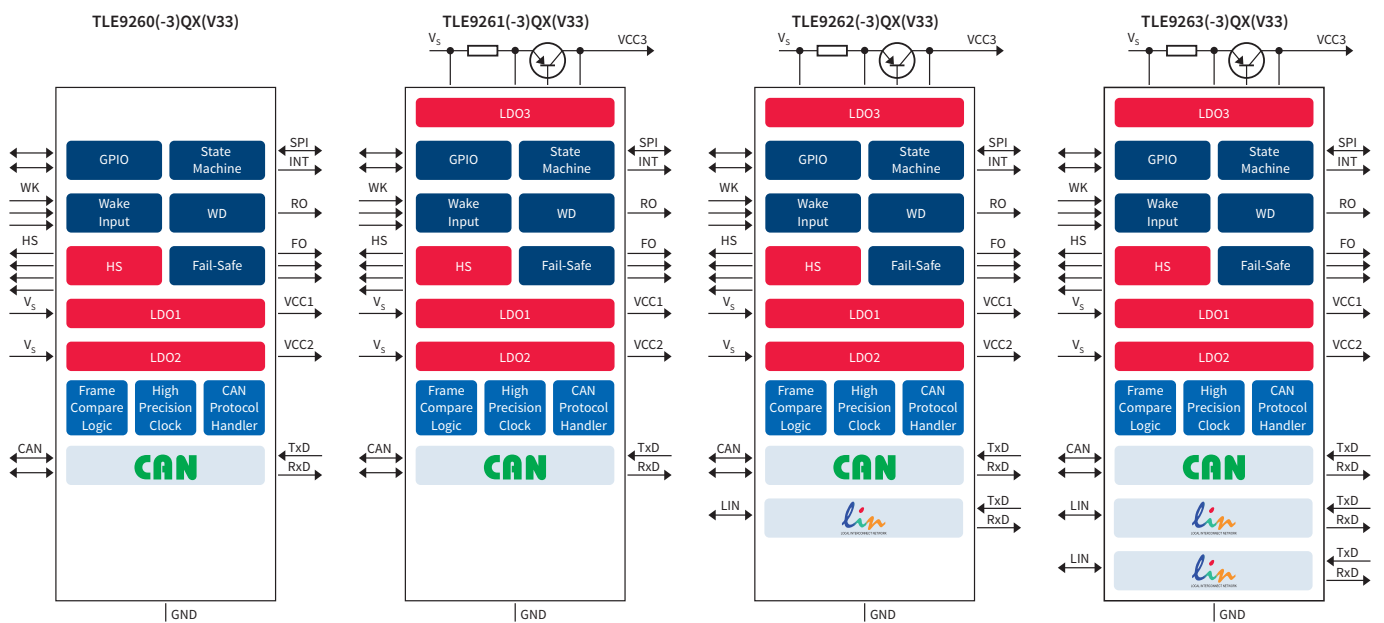 TLE9260(-3)QX(V33)
GPIO
State
Machine
SPI
INT
WK
Wake
Input
WD
RO
HS
HS
Fail-Safe
FO
VS
LDO1
VCC1
VS
LDO2
VCC2
Frame
Compare
Logic
High
Precision
Clock
CAN
Protocol
Handler
CAN
CAN
TxD
RxD
GND
TLE9261(-3)QX(V33)
VS
VCC3
LDO3
GPIO
State
Machine
SPI
INT
WK
Wake
Input
WD
RO
HS
HS
Fail-Safe
FO
VS
LDO1
VCC1
VS
LDO2
VCC2
Frame
Compare
Logic
High
Precision
Clock
CAN
Protocol
Handler
CAN
CAN
TxD
RxD
GND
TLE9262(-3)QX(V33)
VS
VCC3
LDO3
GPIO
State
Machine
SPI
INT
WK
Wake
Input
WD
RO
HS
HS
Fail-Safe
FO
VS
LDO1
VCC1
VS
LDO2
VCC2
Frame
Compare
Logic
High
Precision
Clock
CAN
Protocol
Handler
CAN
CAN
TxD
RxD
LIN
lin
LOCAL INTERCONNECT NETWORK
TxD
RxD
GND
TLE9263(-3)QX(V33)
VS
VCC3
LDO3
GPIO
State
Machine
SPI
INT
WK
Wake
Input
WD
RO
HS
HS
Fail-Safe
FO
VS
LDO1
VCC1
VS
LDO2
VCC2
Frame
Compare
Logic
High
Precision
Clock
CAN
Protocol
Handler
CAN
CAN
TxD
RxD
LIN
lin
LOCAL INTERCONNECT NETWORK
TxD
RxD
LIN
lin
LOCAL INTERCONNECT NETWORK
TxD
RxD
GND